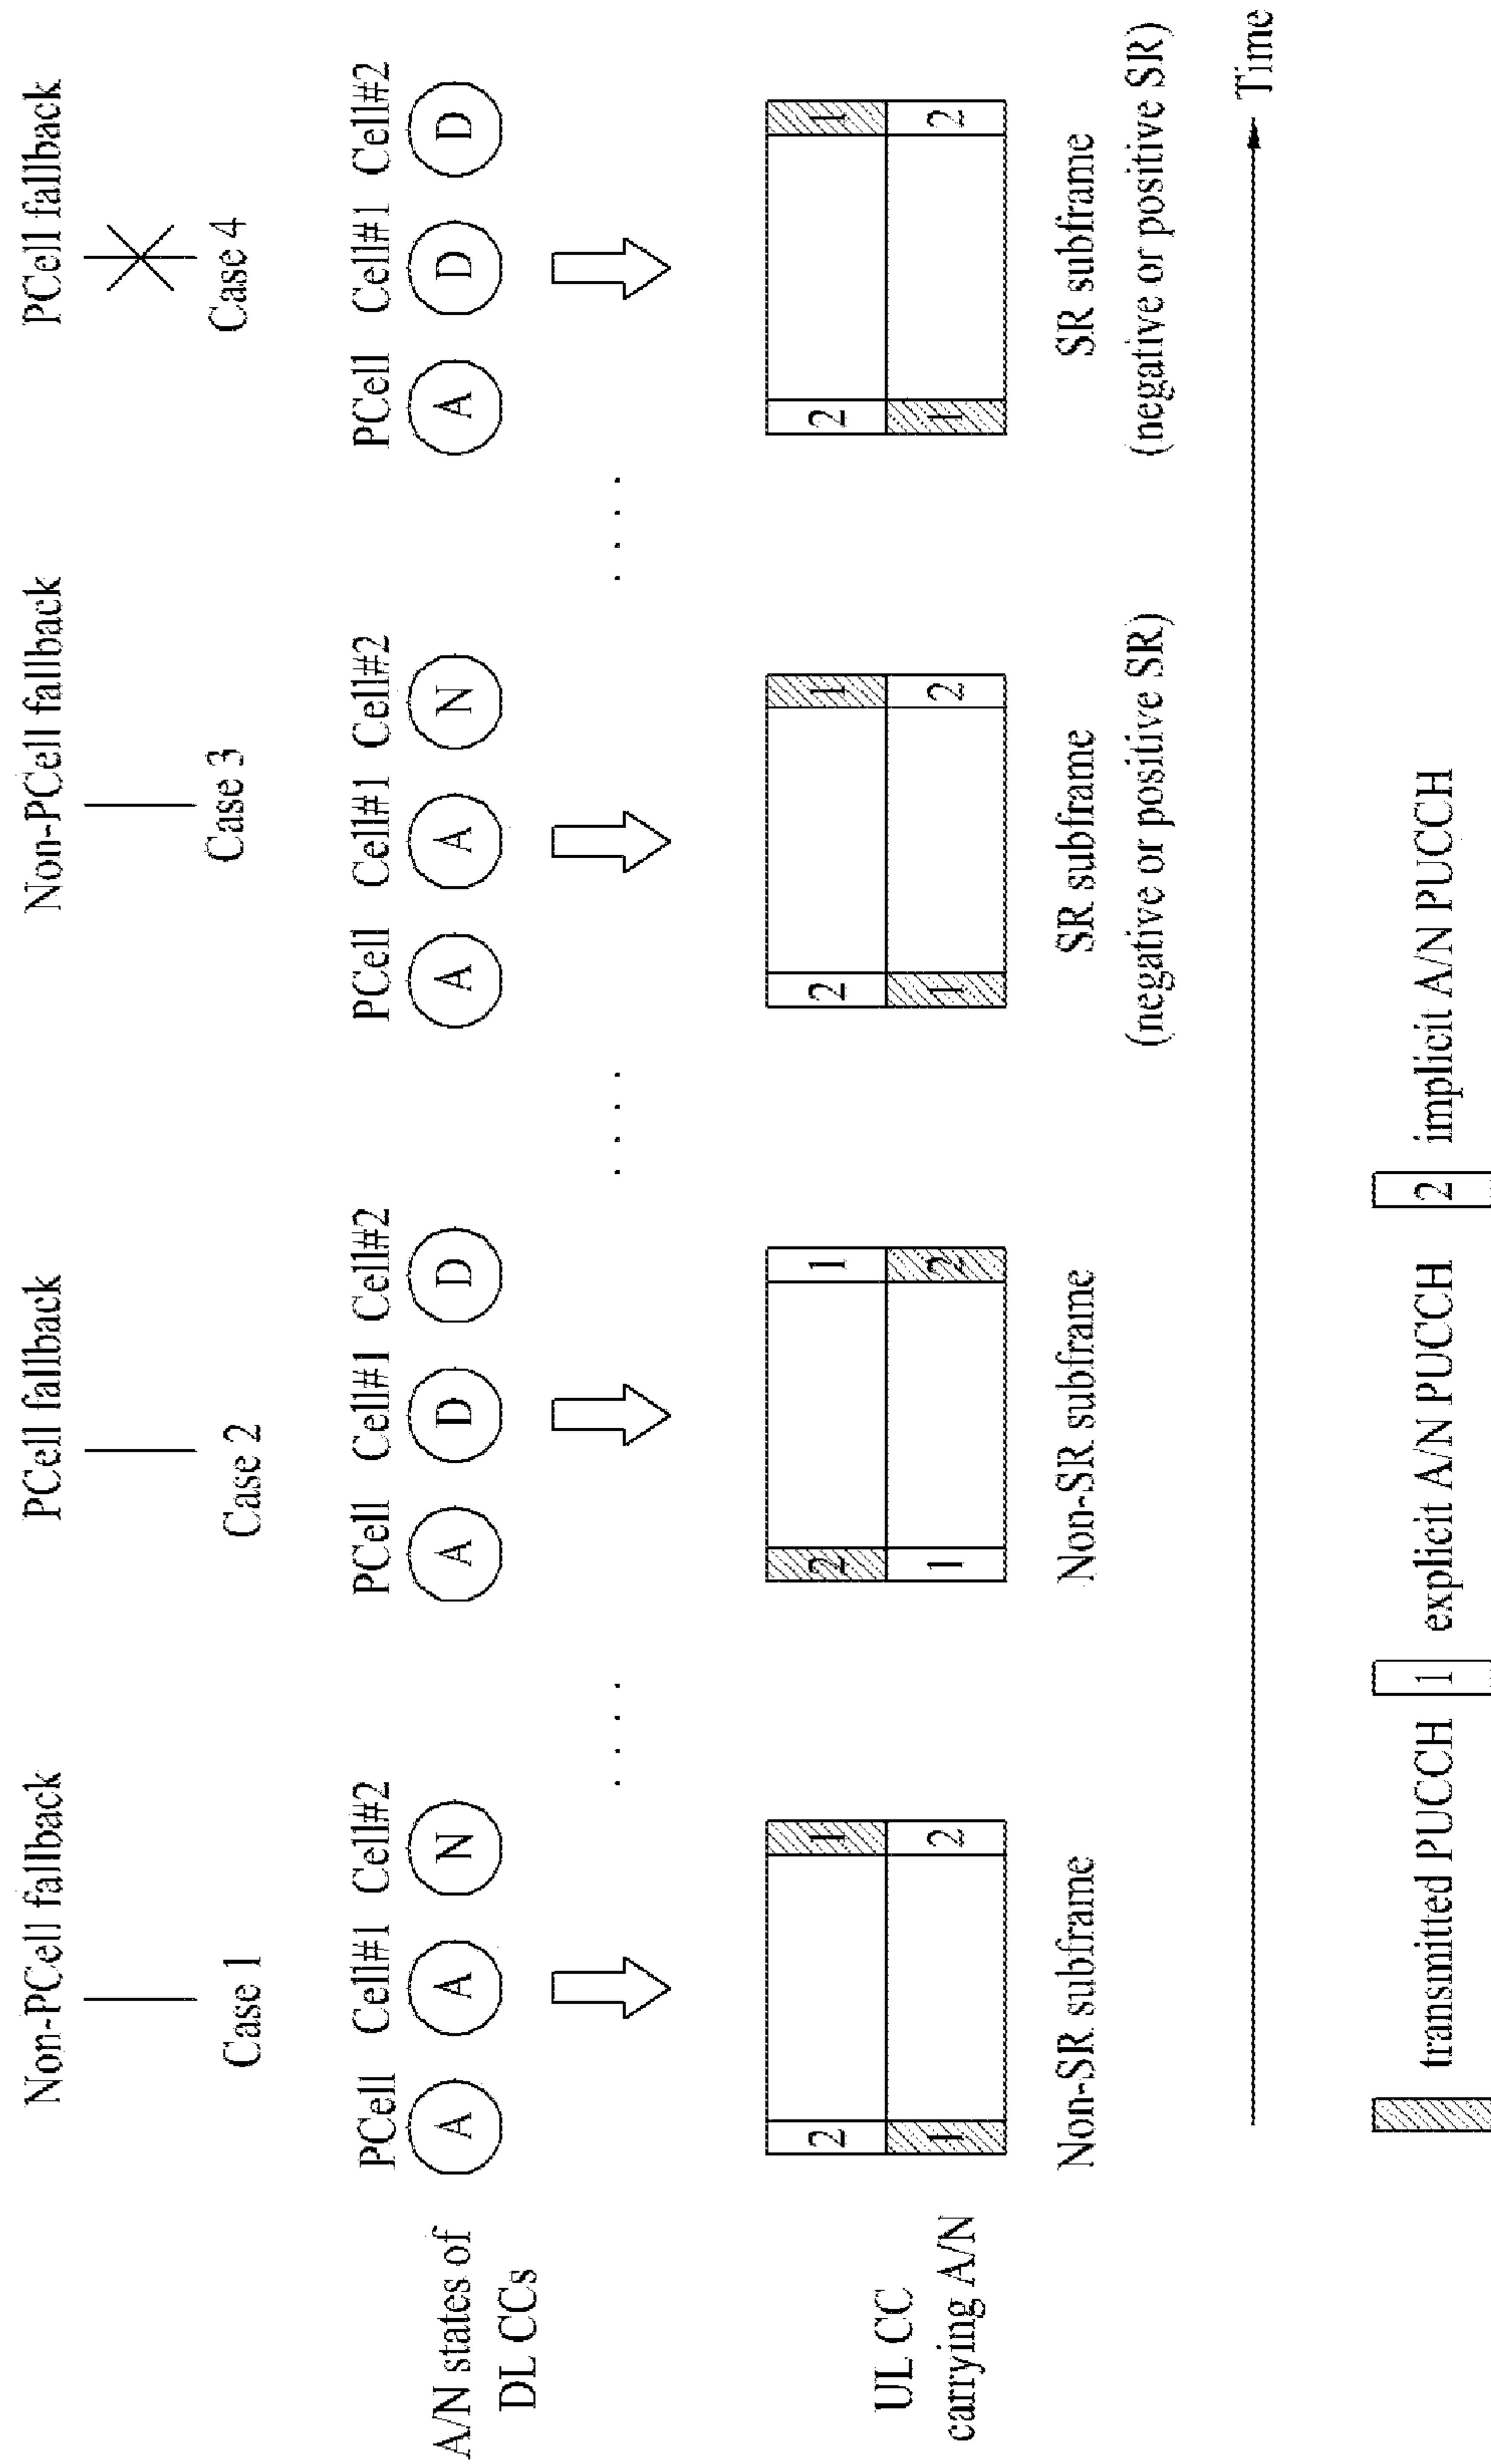 Non-PCell fallback PCell fallback Non-PCell fallback PCell fallback
Case 1 Case 2 Case 3 Case 4
PCell Cell#1 Cell#2 PCell Cell#1 Cell#2 PCell Cell#1 Cell#2 PCell Cell#1 Cell#2
A/N states of
DL CCs
A A N A D D A A N A D D
. . . . . . . . . . . .
UL CC
carrying A/N
2 1 2 1 2 1 2 1
1 2 1 2 1 2 1 2
Non-SR subframe Non-SR subframe SR subframe SR subframe
(negative or positive SR) (negative or positive SR)
Time
transmitted PUCCH 1 explicit A/N PUCCH 2 implicit A/N PUCCH